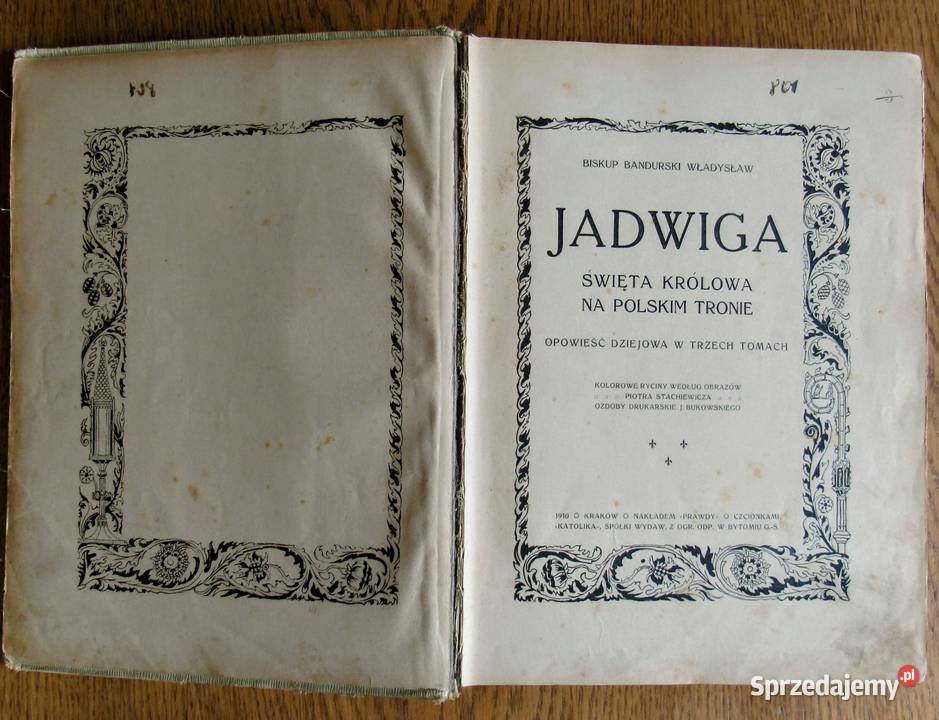 801
BISKUP BANDURSKI WŁADYSŁAW
JADWIGA
ŚWIĘTA KRÓLOWA
NA POLSKIM TRONIE
OPOWIEŚĆ DZIEJOWA W TRZECH TOMACH
KOLOROWE RYCINY WEDŁUG OBRAZÓW
PIOTRA STACHIEWICZA
OZDOBY DRUKARSKIE J. BUKOWSKIEGO
1910 O KRAKÓW O NAKŁADEM »PRAWDY« O CZCIONKAMI
»KATOLIKA«, SPÓŁKI WYDAW. Z OGR. ODP. W BYTOMIU G.-Ś.
Sprzedajemy.pl